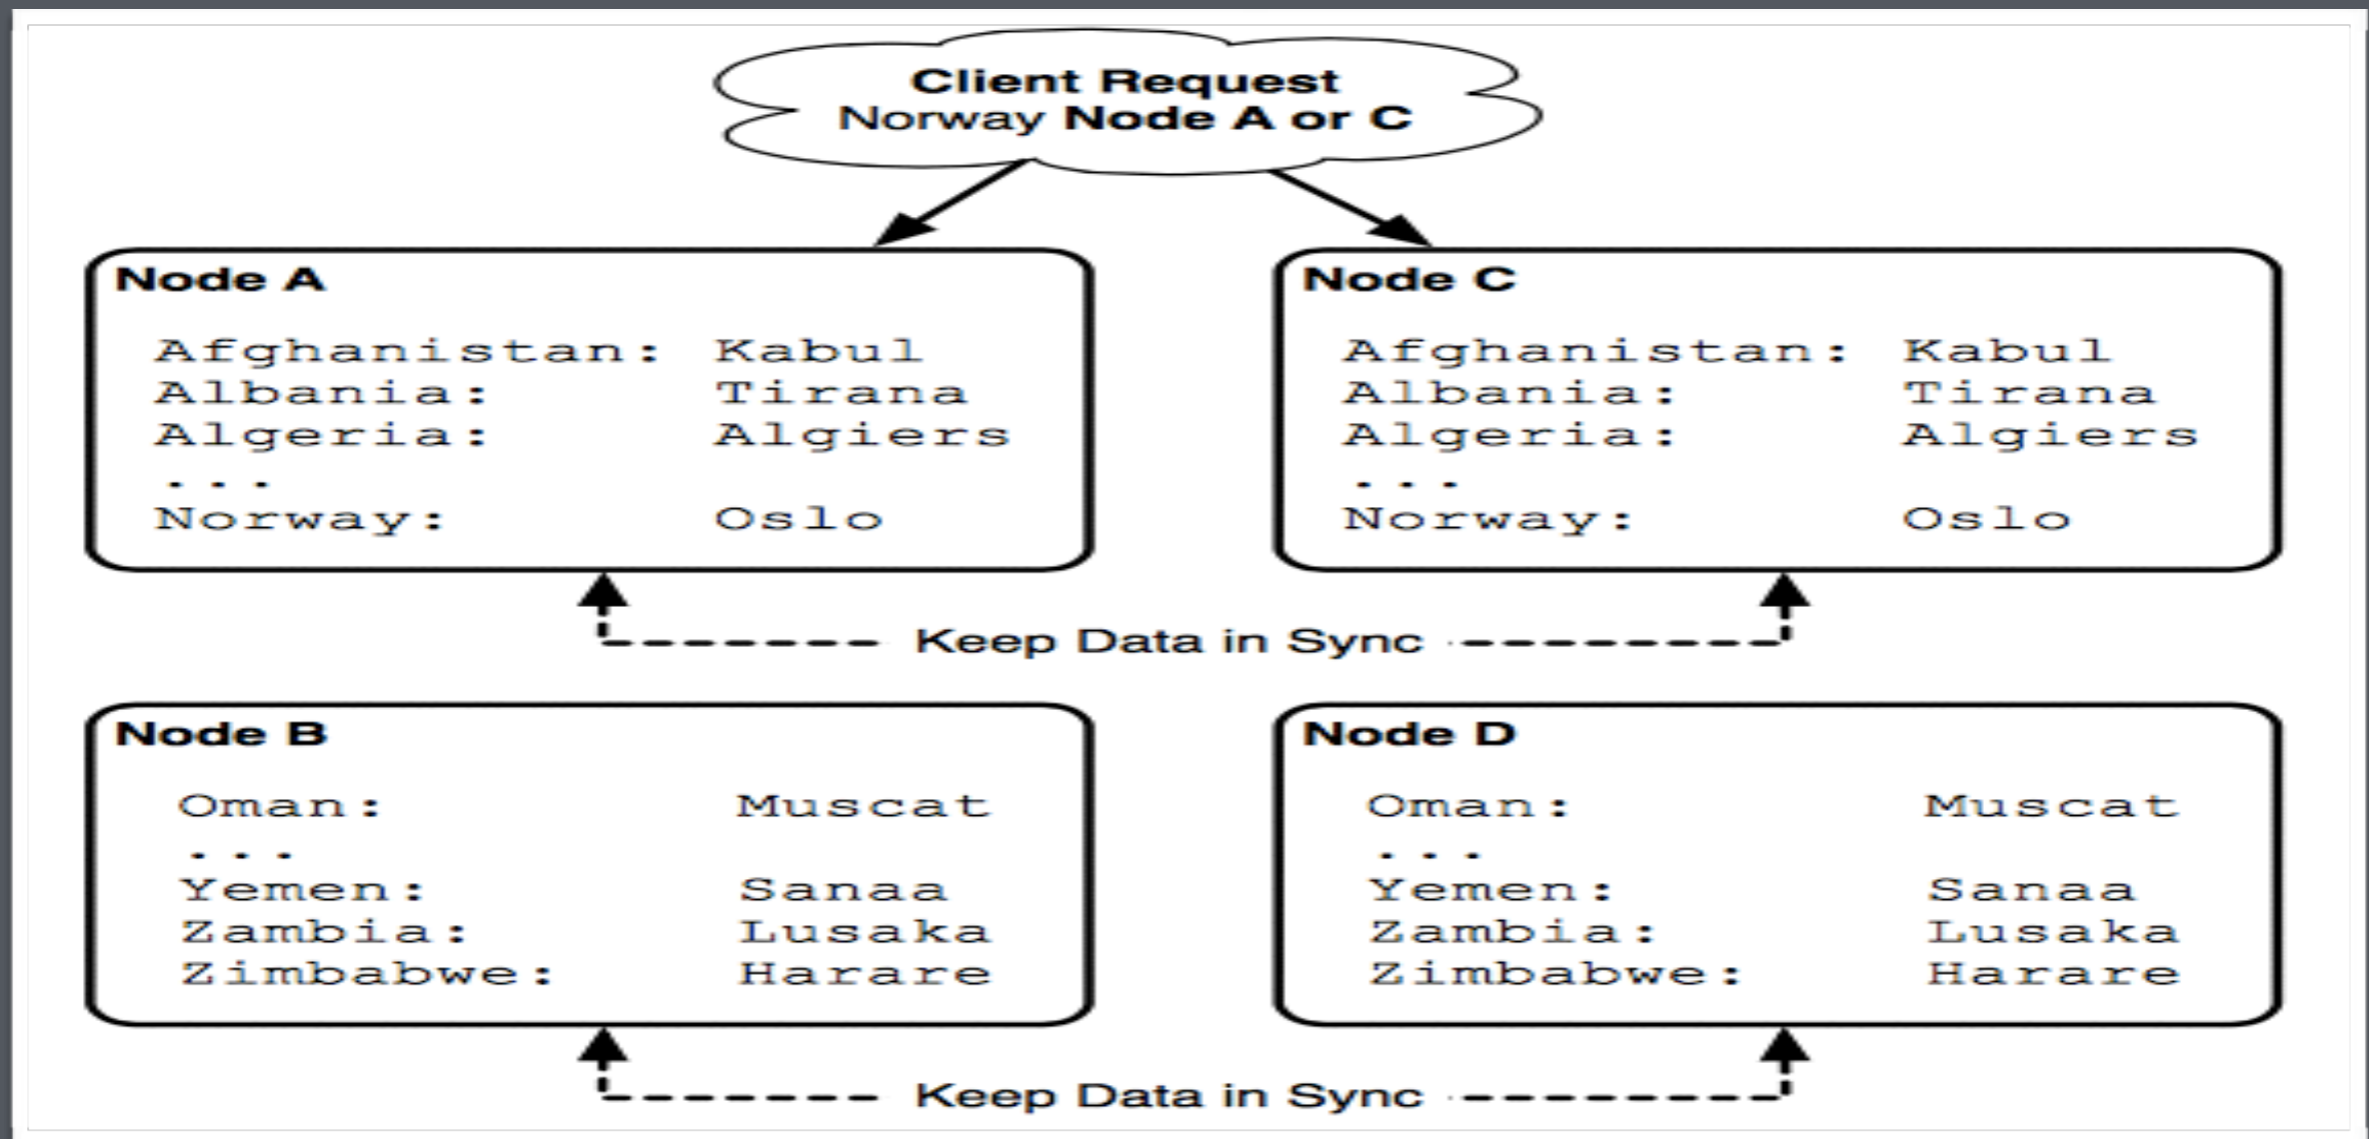 Client Request
Norway Node A or C
Node A
Afghanistan: Kabul
Albania: Tirana
Algeria: Algiers
...
Norway: Oslo
Node C
Afghanistan: Kabul
Albania: Tirana
Algeria: Algiers
...
Norway: Oslo
Keep Data in Sync
Node B
Oman: Muscat
...
Yemen: Sanaa
Zambia: Lusaka
Zimbabwe: Harare
Node D
Oman: Muscat
...
Yemen: Sanaa
Zambia: Lusaka
Zimbabwe: Harare
Keep Data in Sync